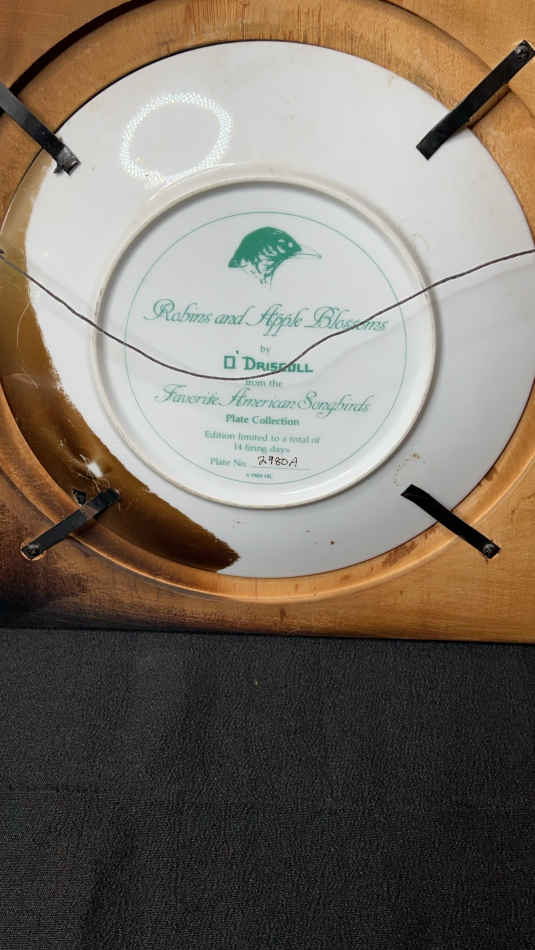 Robins and Apple Blossoms
by
O'DRISCOLL
from the
Favorite American Songbirds
Plate Collection
Edition limited to a total of
14 firing days
Plate No. 2980A